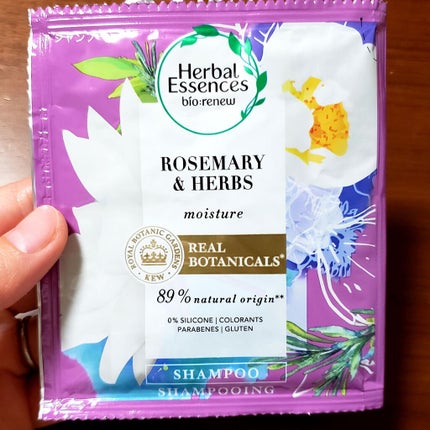 Herbal
Essences
bio:renew
ROSEMARY
& HERBS
moisture
ROYAL BOTANIC GARDENS
KEW
REAL
BOTANICALS*
89% natural origin**
0% SILICONE | COLORANTS
PARABENES | GLUTEN
SHAMPOO
SHAMPOOING